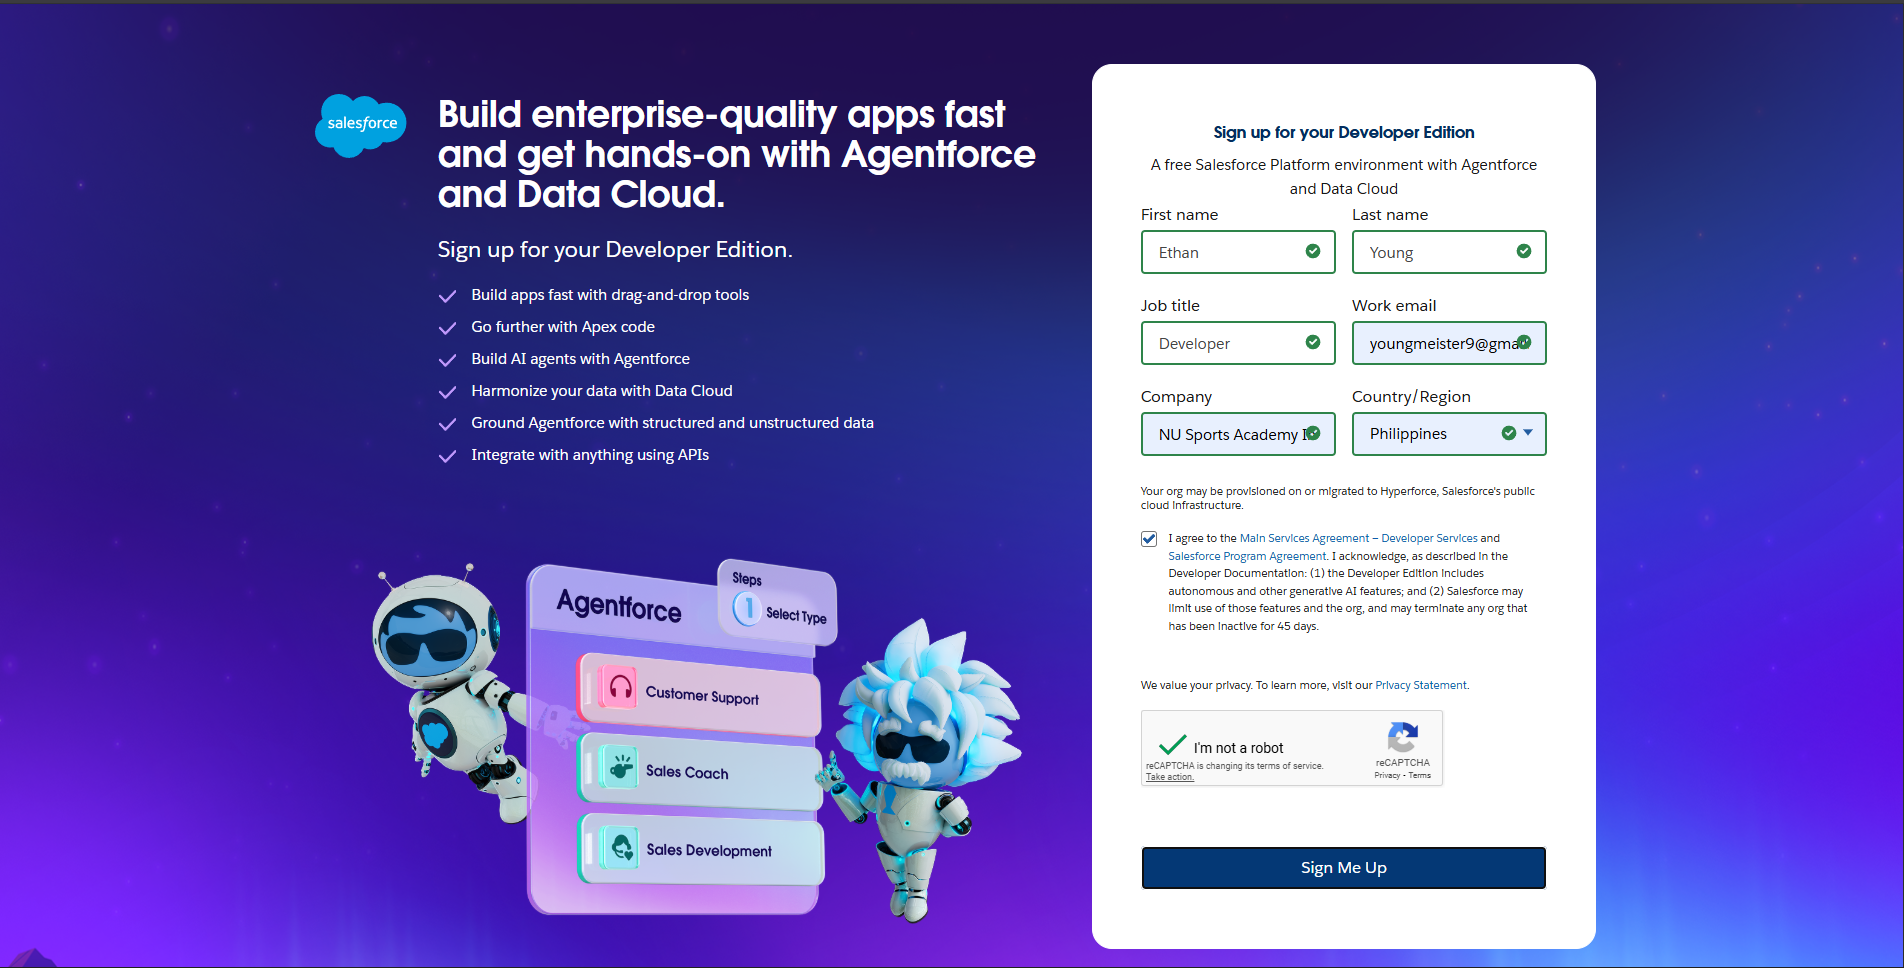 salesforce
Build enterprise-quality apps fast
and get hands-on with Agentforce
and Data Cloud.
Sign up for your Developer Edition.
Build apps fast with drag-and-drop tools
Go further with Apex code
Build AI agents with Agentforce
Harmonize your data with Data Cloud
Ground Agentforce with structured and unstructured data
Integrate with anything using APIs
Agentforce
Steps
1 Select Type
Customer Support
Sales Coach
Sales Development
Sign up for your Developer Edition
A free Salesforce Platform environment with Agentforce
and Data Cloud
First name Last name
Ethan Young
Job title Work email
Developer youngmeister9@gma
Company Country/Region
NU Sports Academy Philippines
Your org may be provisioned on or migrated to Hyperforce, Salesforce's public
cloud infrastructure.
I agree to the Main Services Agreement – Developer Services and
Salesforce Program Agreement. I acknowledge, as described in the
Developer Documentation: (1) the Developer Edition includes
autonomous and other generative AI features; and (2) Salesforce may
limit use of those features and the org, and may terminate any org that
has been inactive for 45 days.
We value your privacy. To learn more, visit our Privacy Statement.
I'm not a robot
reCAPTCHA is changing its terms of service.
Take action.
reCAPTCHA
Privacy - Terms
Sign Me Up